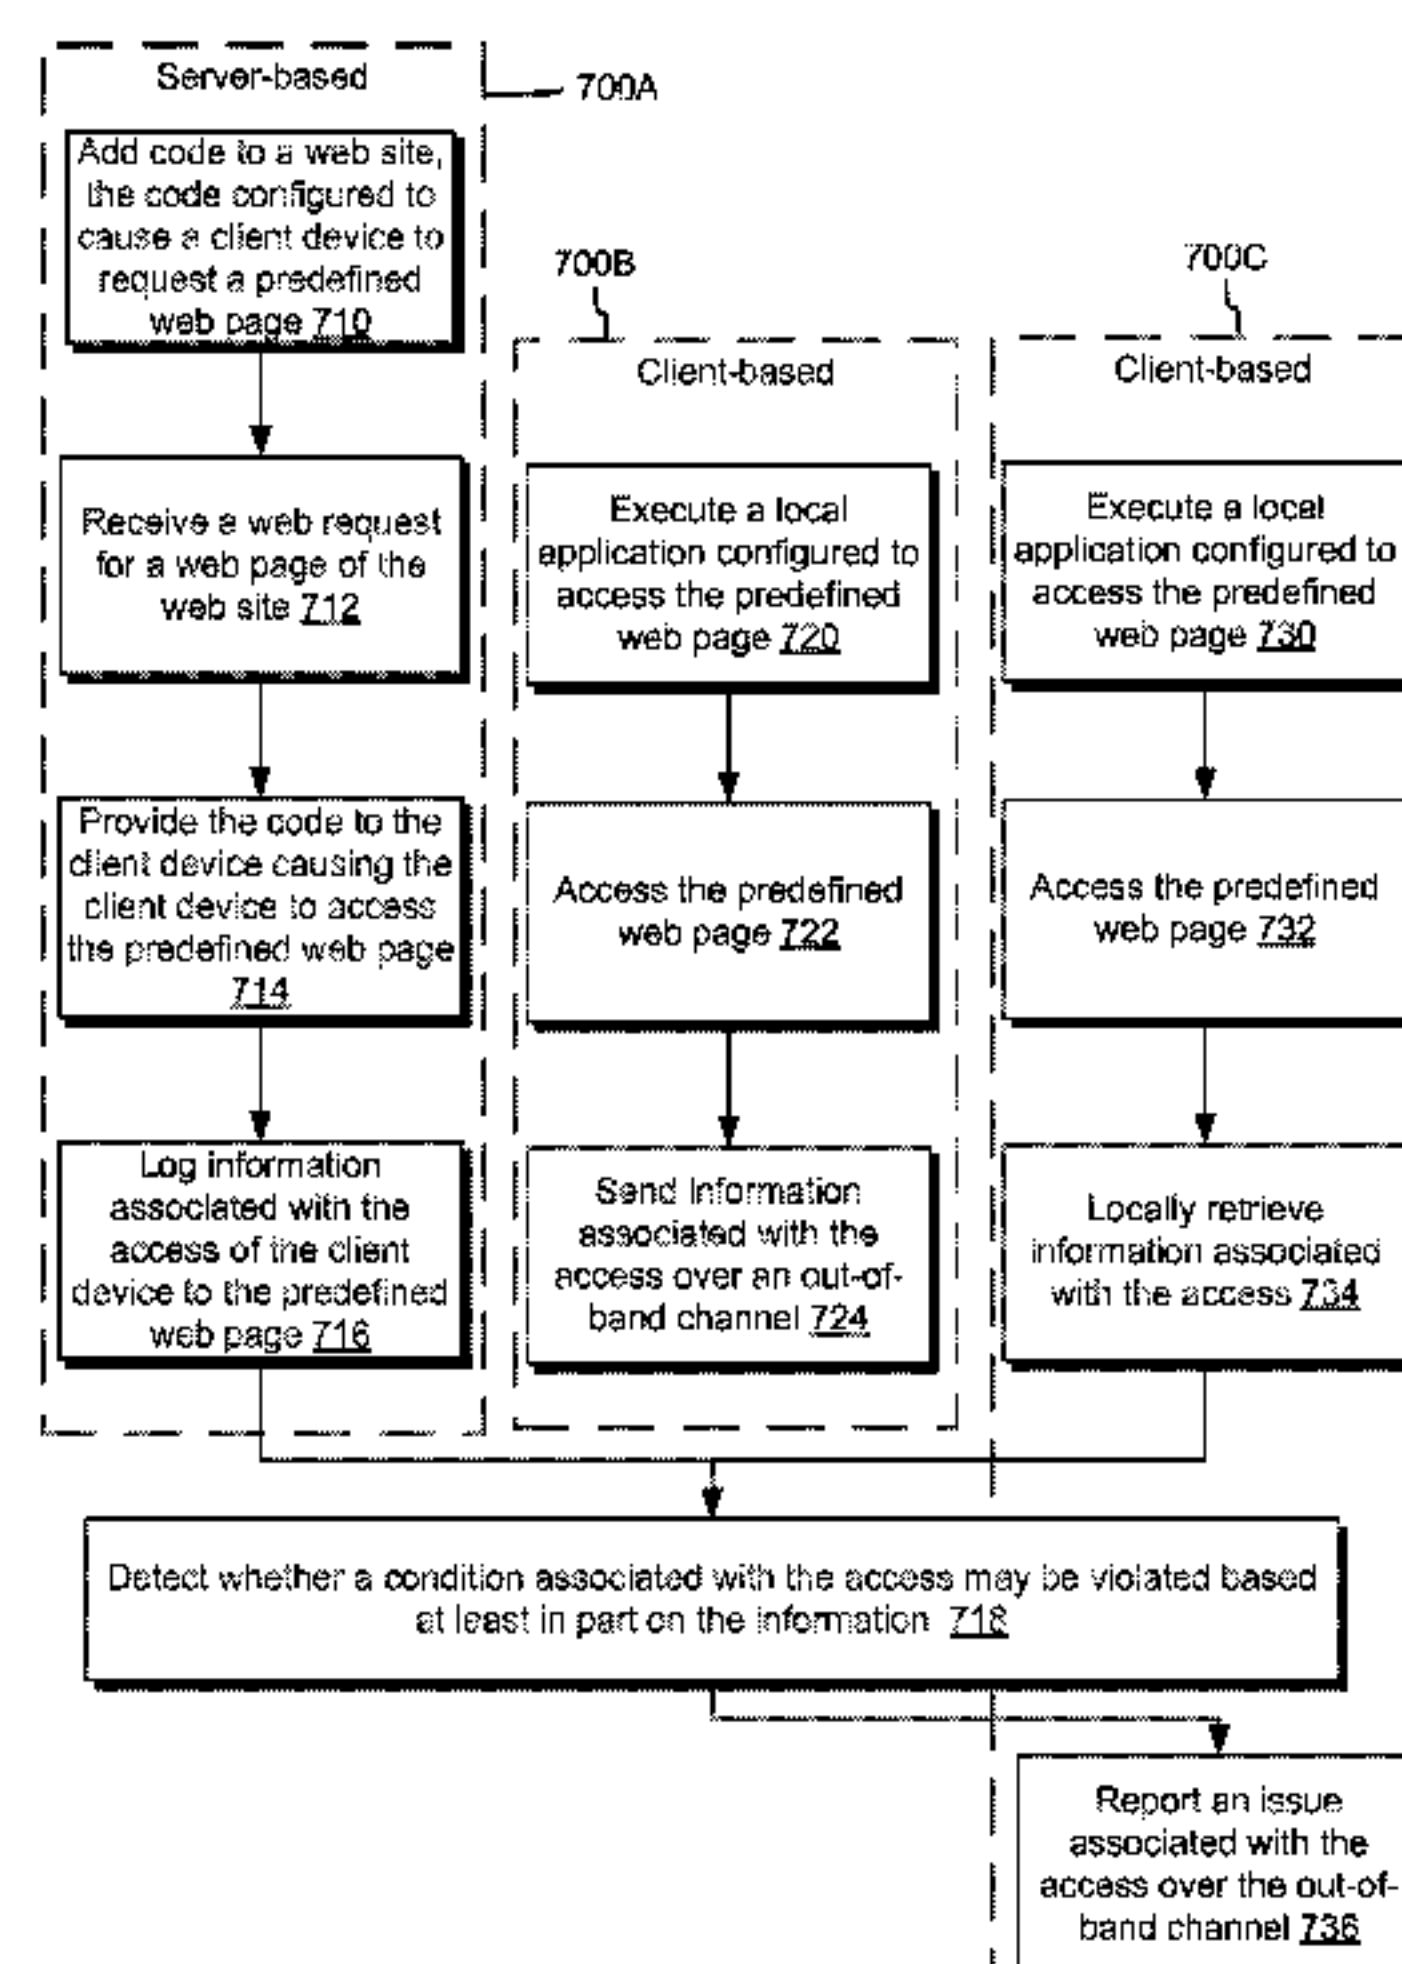 Server-based
700A
Add code to a web site,
the code configured to
cause a client device to
request a predefined
web page 710
Receive a web request
for a web page of the
web site 712
Provide the code to the
client device causing the
client device to access
the predefined web page
714
Log information
associated with the
access of the client
device to the predefined
web page 716
700B
Client-based
Execute a local
application configured to
access the predefined
web page 720
Access the predefined
web page 722
Send Information
associated with the
access over an out-of-
band channel 724
700C
Client-based
Execute a local
application configured to
access the predefined
web page 730
Access the predefined
web page 732
Locally retrieve
information associated
with the access 734
Detect whether a condition associated with the access may be violated based
at least in part on the information 718
Report an issue
associated with the
access over the out-of-
band channel 736